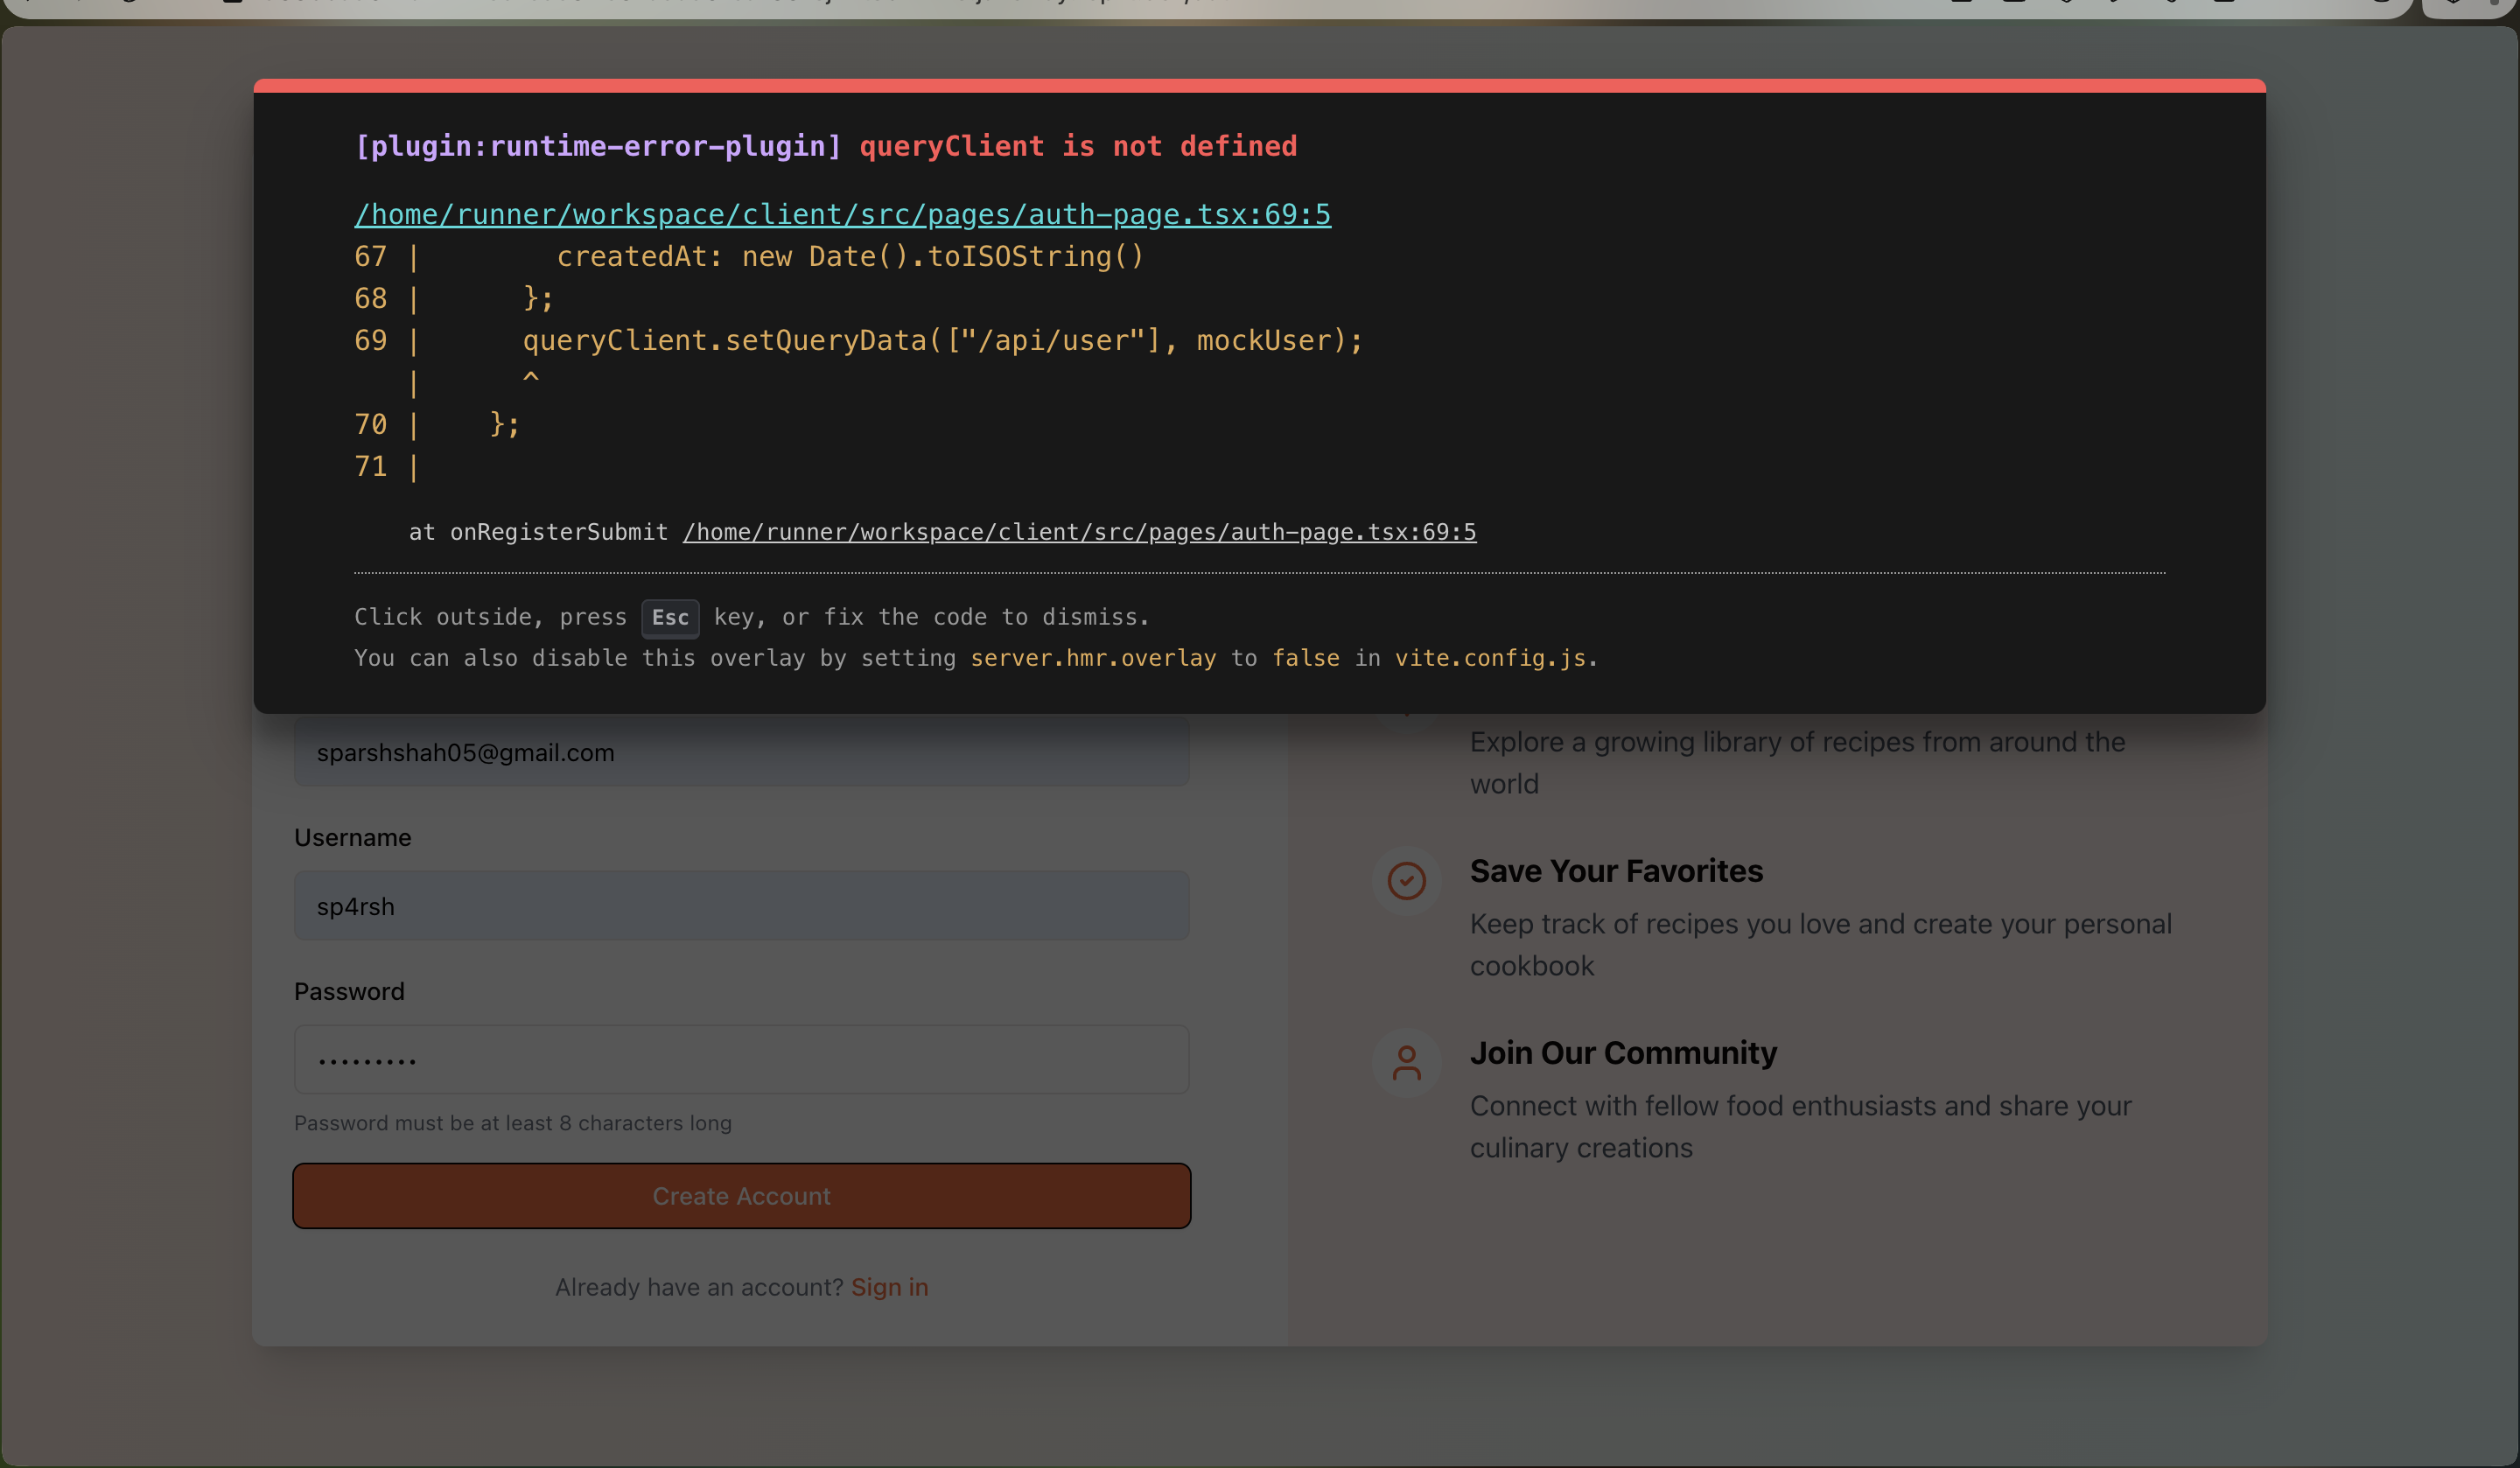 [plugin:runtime-error-plugin] queryClient is not defined
/home/runner/workspace/client/src/pages/auth-page.tsx:69:5
67 |        createdAt: new Date().toISOString()
68 |      };
69 |      queryClient.setQueryData(["/api/user"], mockUser);
   |      ^
70 |    };
71 |
at onRegisterSubmit /home/runner/workspace/client/src/pages/auth-page.tsx:69:5
Click outside, press Esc key, or fix the code to dismiss.
You can also disable this overlay by setting server.hmr.overlay to false in vite.config.js.
sparshshah05@gmail.com
Username
sp4rsh
Password
•••••••••
Password must be at least 8 characters long
Create Account
Already have an account? Sign in
Explore a growing library of recipes from around the
world
Save Your Favorites
Keep track of recipes you love and create your personal
cookbook
Join Our Community
Connect with fellow food enthusiasts and share your
culinary creations